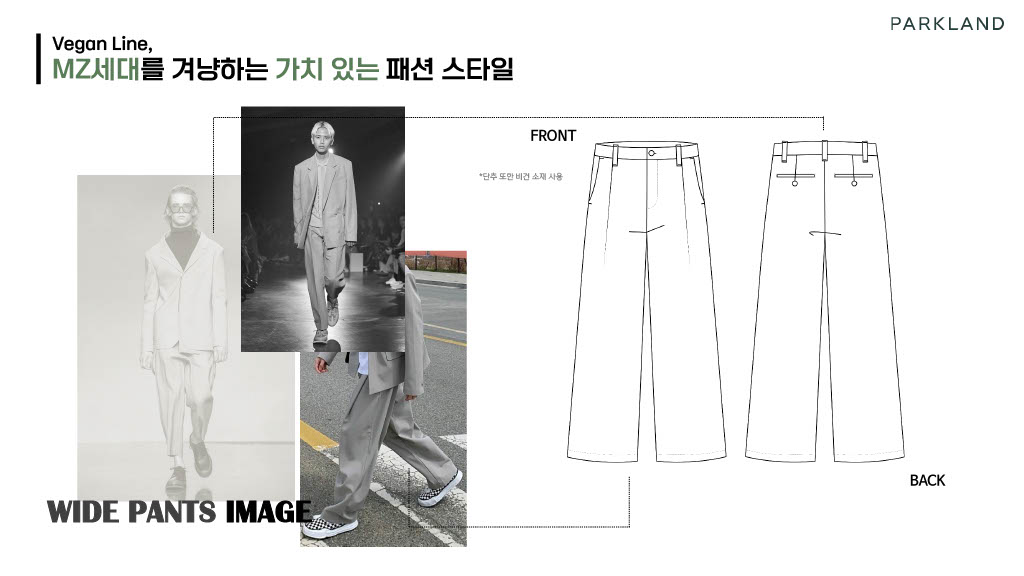 PARKLAND
Vegan Line,
MZ세대를 겨냥하는 가치 있는 패션 스타일
FRONT
*단추 또한 비건 소재 사용
BACK
WIDE PANTS IMAGE